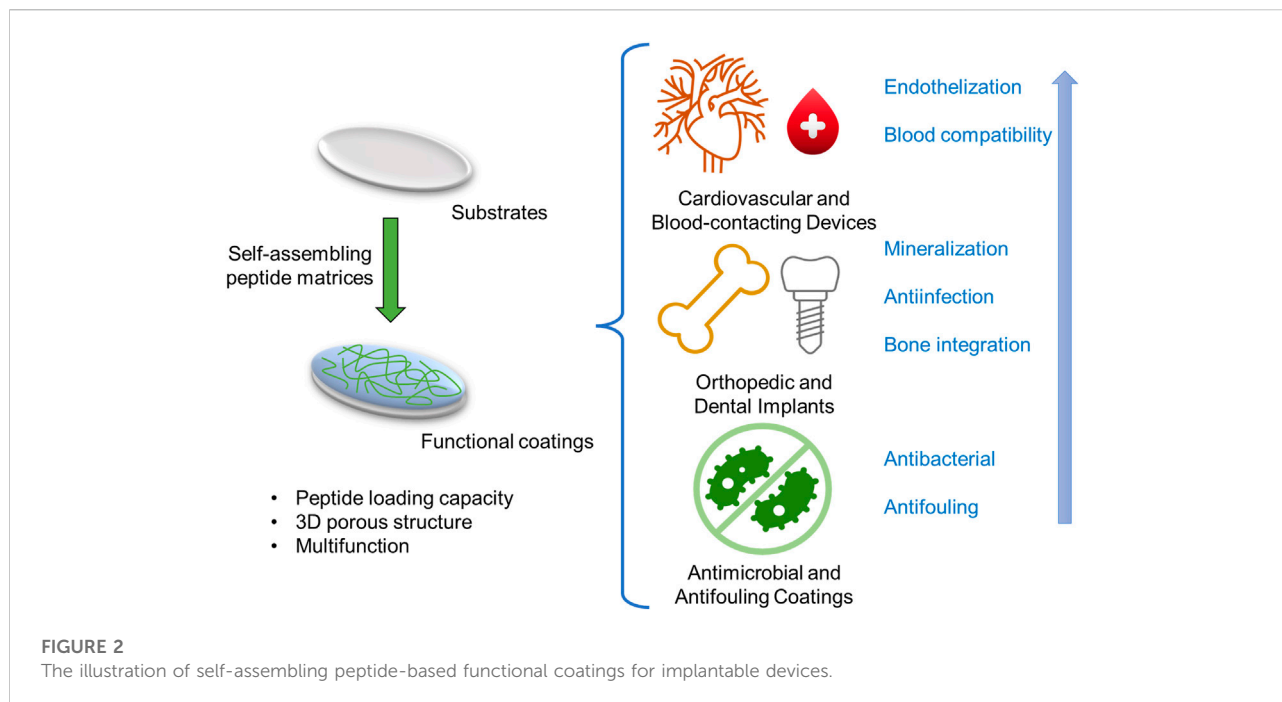 Substrates
Self-assembling
peptide matrices
Functional coatings
• Peptide loading capacity
• 3D porous structure
• Multifunction
Cardiovascular and
Blood-contacting Devices
Endothelization
Blood compatibility
Orthopedic and
Dental Implants
Mineralization
Antiinfection
Bone integration
Antimicrobial and
Antifouling Coatings
Antibacterial
Antifouling
FIGURE 2
The illustration of self-assembling peptide-based functional coatings for implantable devices.